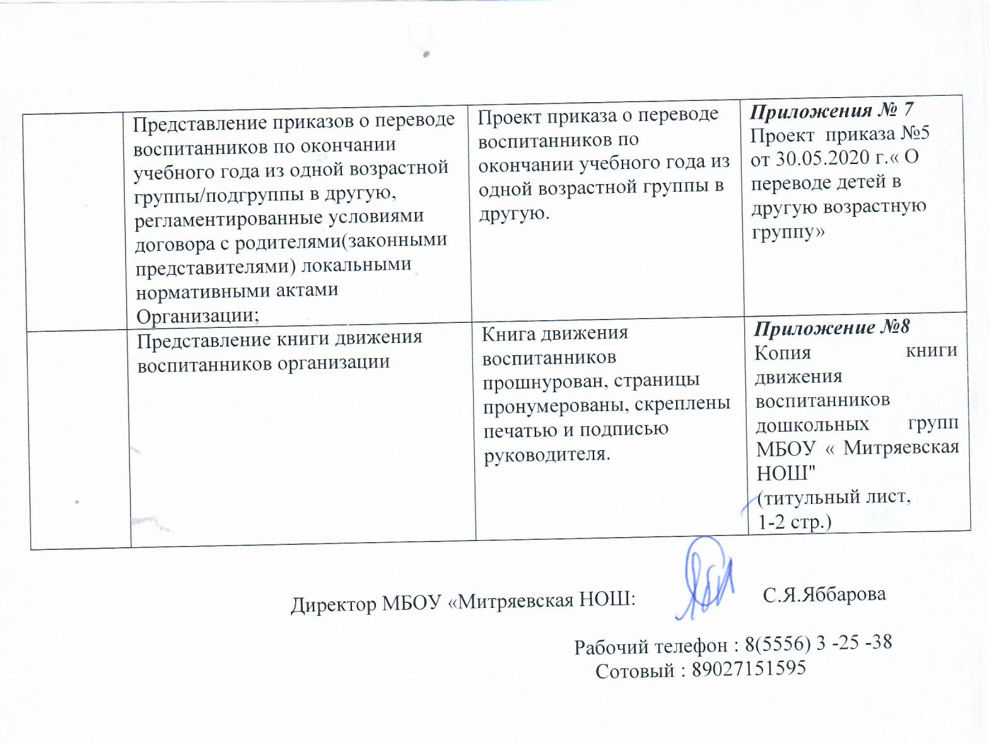 Представление приказов о переводе
воспитанников по окончании
учебного года из одной возрастной
группы/подгруппы в другую,
регламентированные условиями
договора с родителями(законными
представителями) локальными
нормативными актами
Организации;
Проект приказа о переводе
воспитанников по
окончании учебного года из
одной возрастной группы в
другую.
Приложения № 7
Проект  приказа №5
от 30.05.2020 г.« О
переводе детей в
другую возрастную
группу»
Представление книги движения
воспитанников организации
Книга движения
воспитанников
прошнурован, страницы
пронумерованы, скреплены
печатью и подписью
руководителя.
Приложение №8
Копия книги
движения
воспитанников
дошкольных групп
МБОУ « Митряевская
НОШ"
(титульный лист,
1-2 стр.)
Директор МБОУ «Митряевская НОШ: С.Я.Яббарова
Рабочий телефон : 8(5556) 3 -25 -38
Сотовый : 89027151595